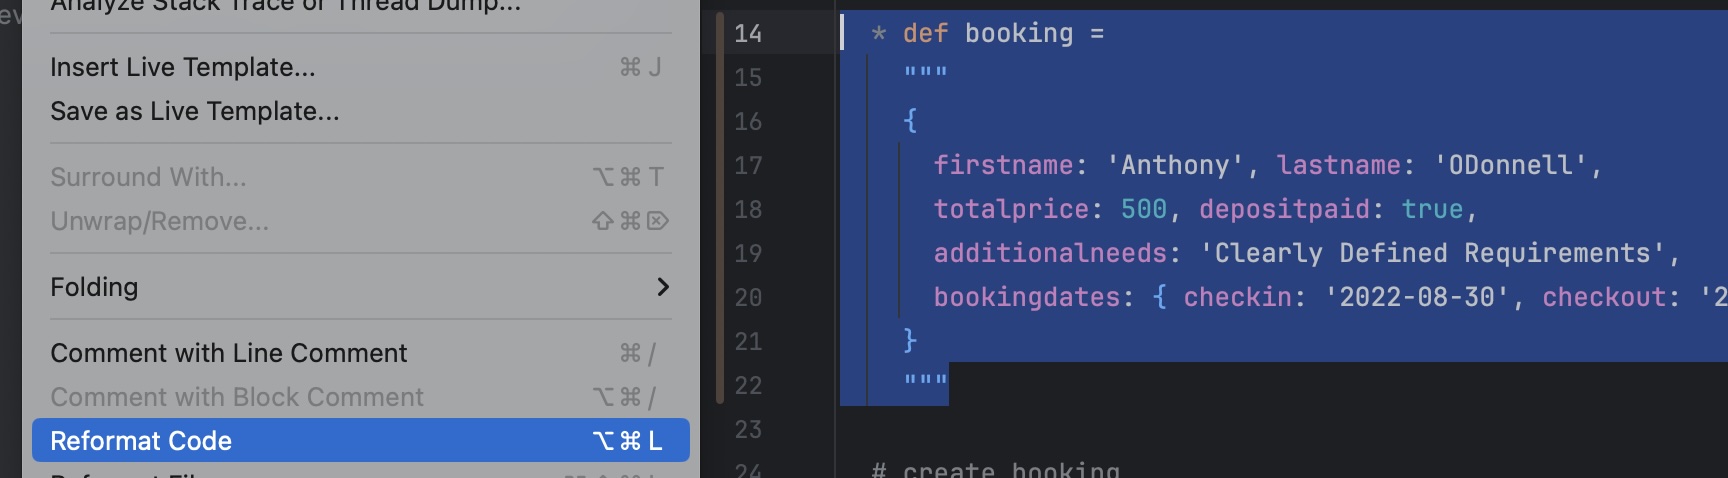 Analyze Stack Trace or Thread Dump...
Insert Live Template... ⌘ J
Save as Live Template...
Surround With... ⌥ ⌘ T
Unwrap/Remove... ⇧ ⌘ ⌦
Folding >
Comment with Line Comment ⌘ /
Comment with Block Comment ⌥ ⌘ /
Reformat Code ⌥ ⌘ L
14 * def booking =
15 """
16 {
17 firstname: 'Anthony', lastname: 'ODonnell',
18 totalprice: 500, depositpaid: true,
19 additionalneeds: 'Clearly Defined Requirements',
20 bookingdates: { checkin: '2022-08-30', checkout: '2
21 }
22 """
23
24 # create booking